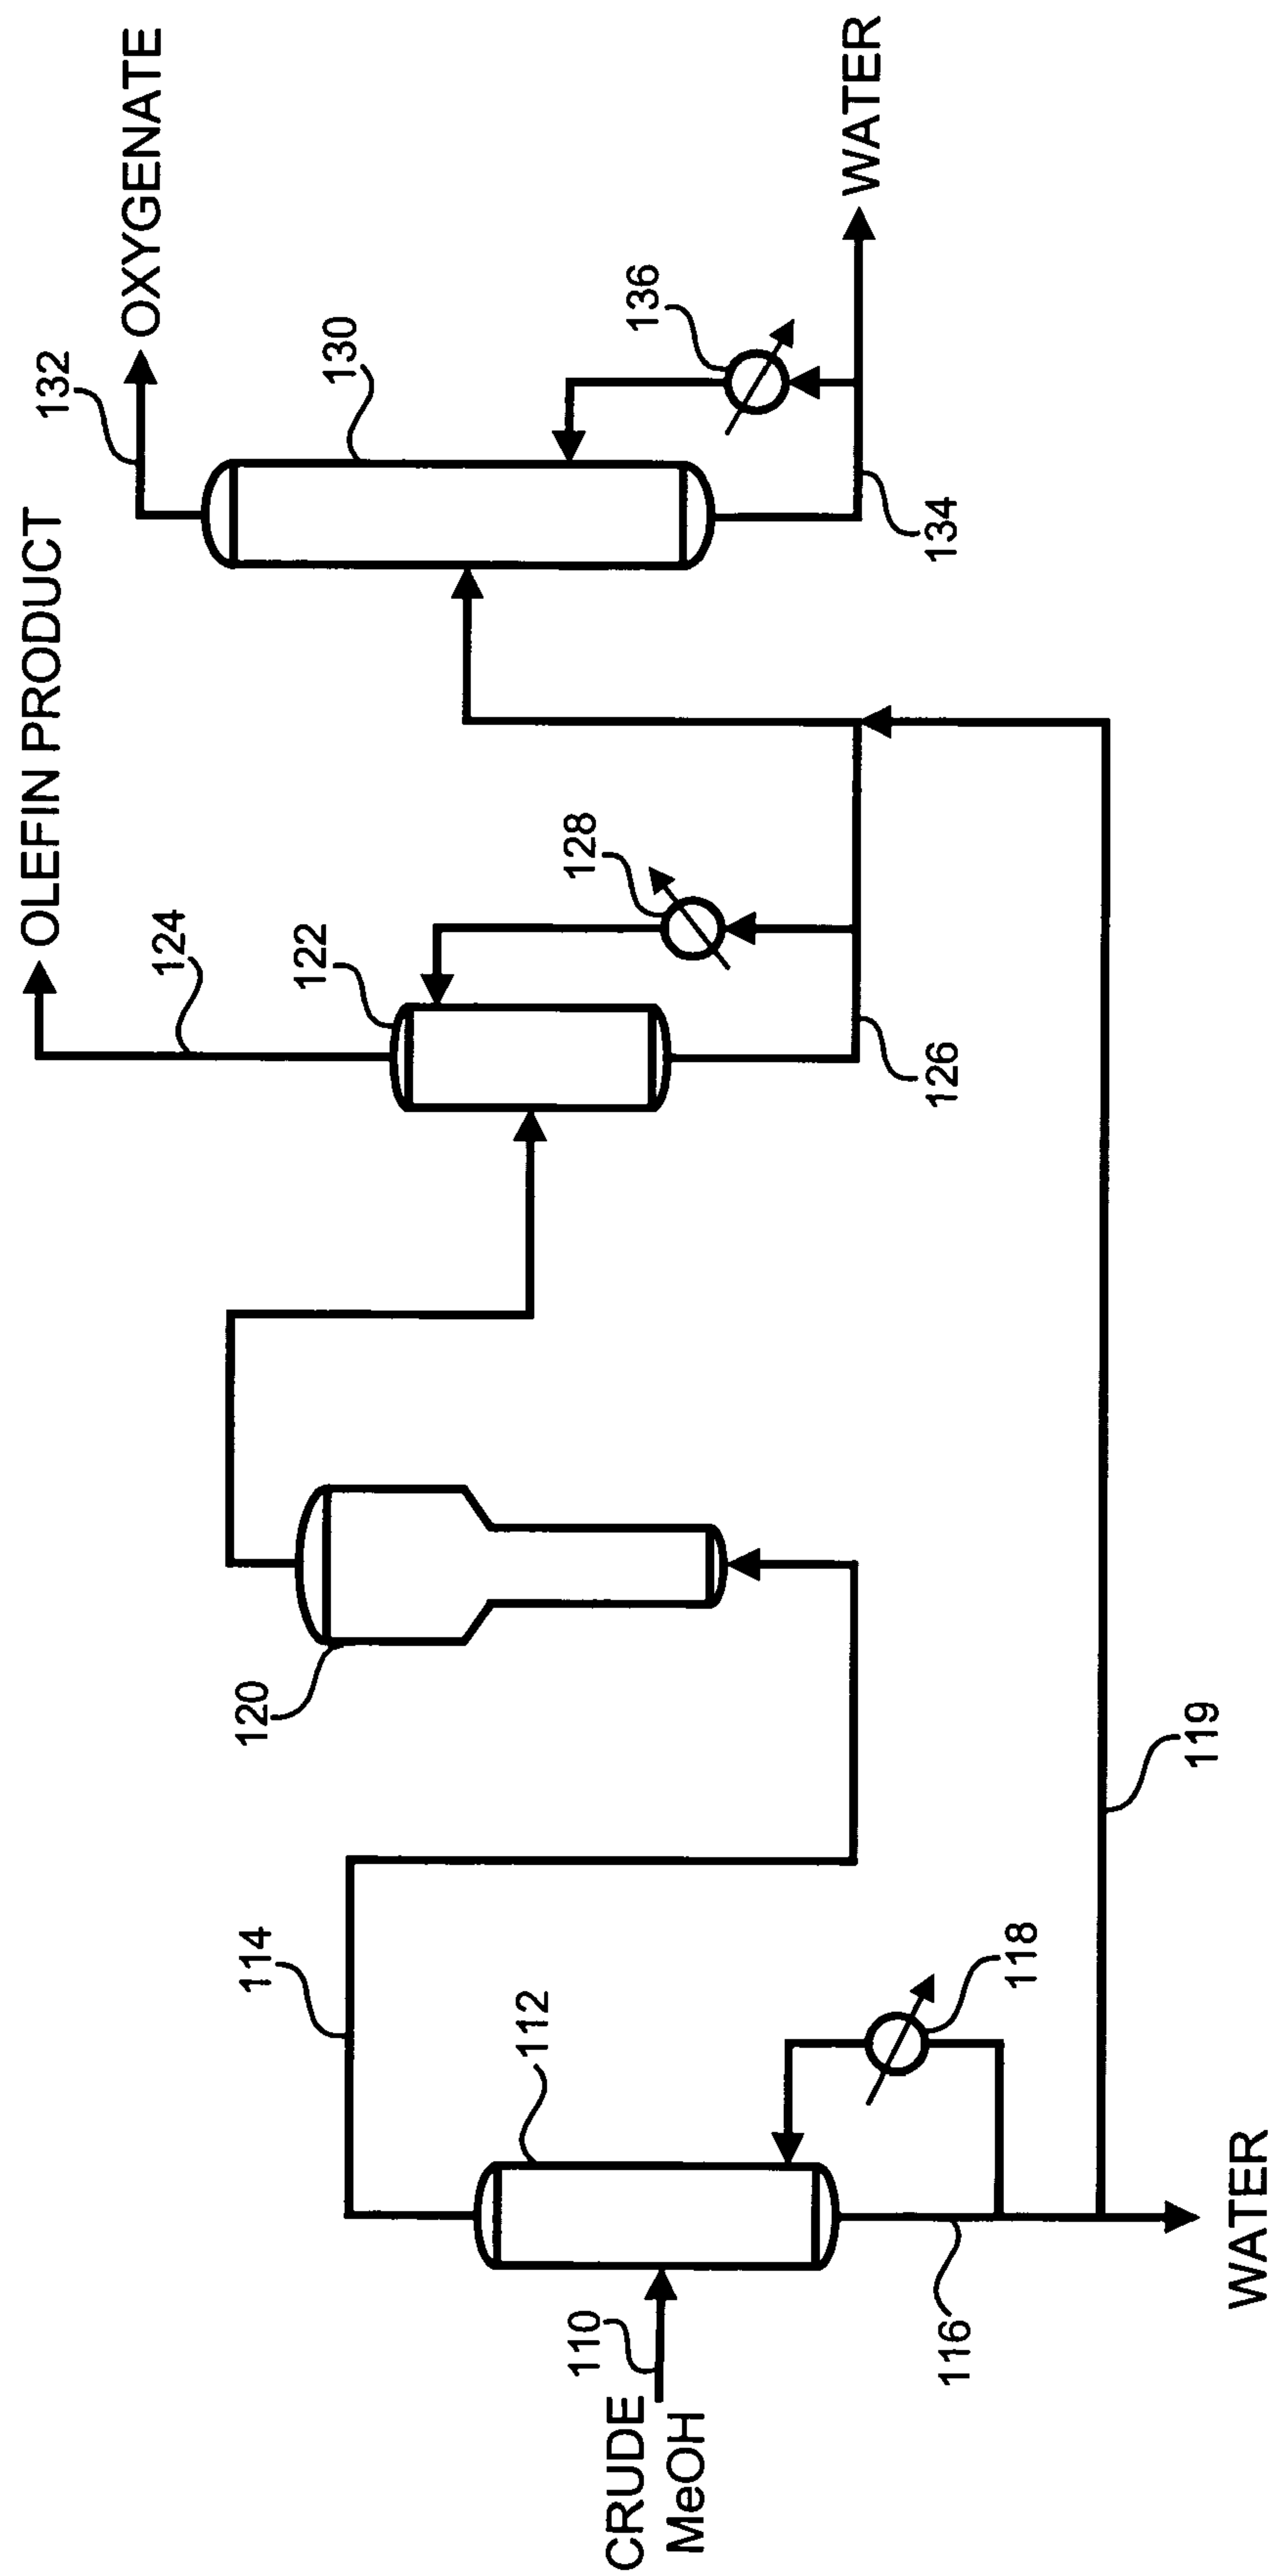 CRUDE
MeOH
110
112
114
116
118
119
WATER
120
122
124
OLEFIN PRODUCT
126
128
130
132
OXYGENATE
134
136
WATER